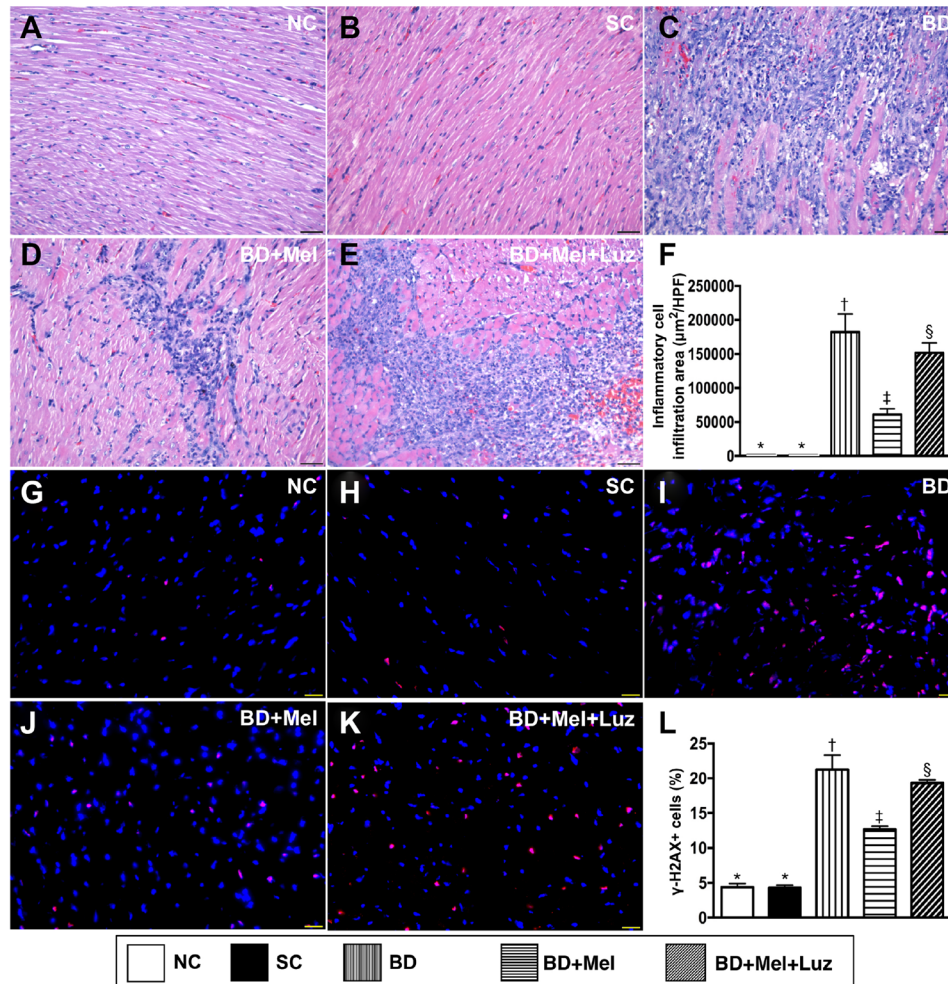 A NC
B SC
C BD
D BD+Mel
E BD+Mel+Luz
F
Inflammatory cell
infiltration area (µm²/HPF)
250000
200000
150000
100000
50000
0
*
*
†
‡
§
G NC
H SC
I BD
J BD+Mel
K BD+Mel+Luz
L
γ-H2AX+ cells (%)
25
20
15
10
5
0
*
*
†
‡
§
NC SC BD BD+Mel BD+Mel+Luz